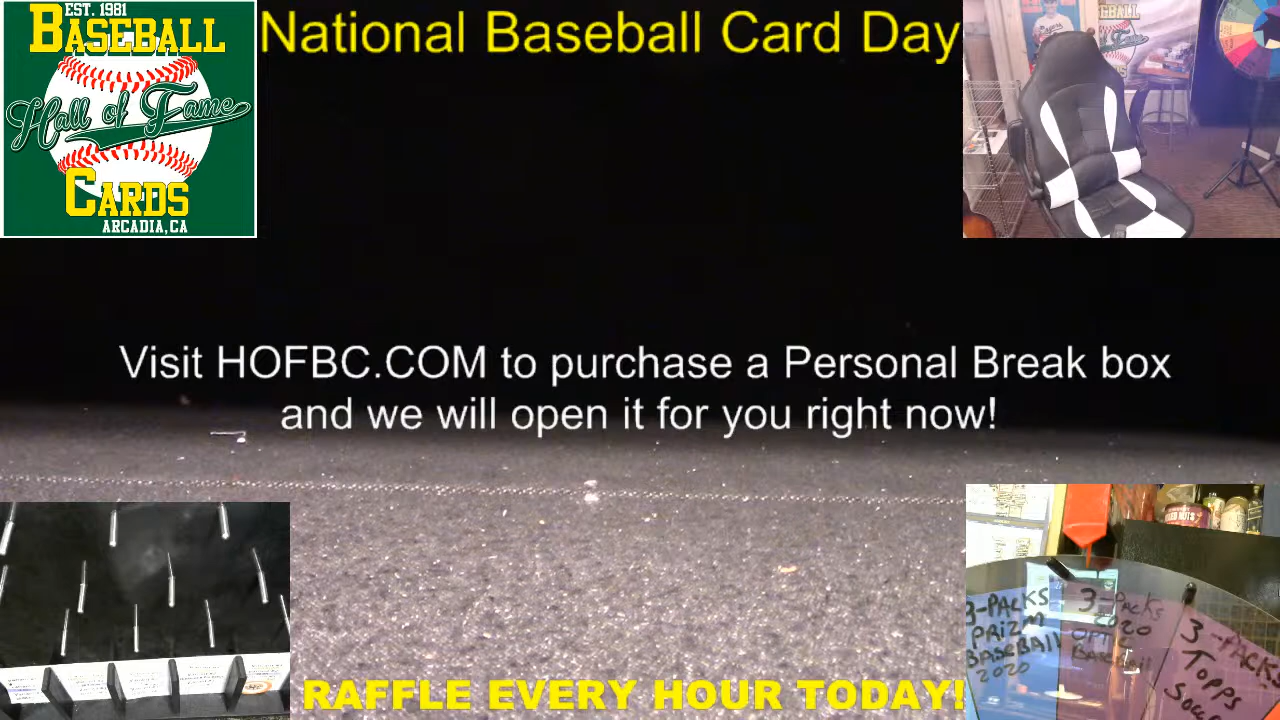 EST. 1981
BASEBALL
Hall of Fame
CARDS
ARCADIA, CA
National Baseball Card Day
Visit HOFBC.COM to purchase a Personal Break box
and we will open it for you right now!
3-PACKS
PRIZM
BASEBALL
2020
3-PACKS
2020
3-PACKS
TOPPS
RAFFLE EVERY HOUR TODAY!